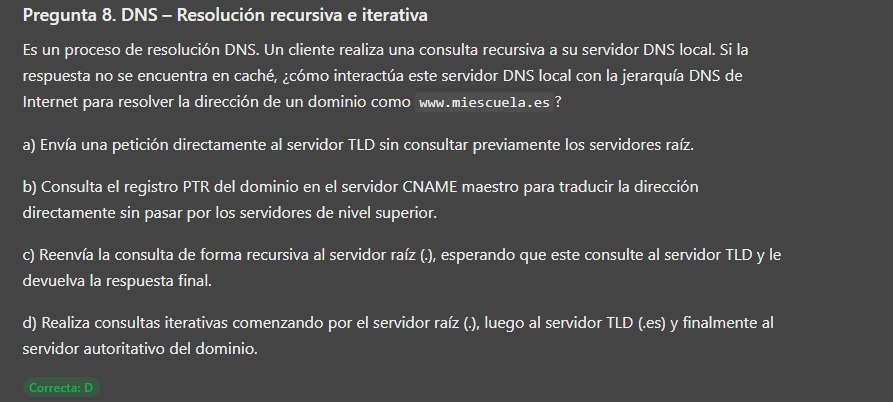 Pregunta 8. DNS – Resolución recursiva e iterativa
Es un proceso de resolución DNS. Un cliente realiza una consulta recursiva a su servidor DNS local. Si la
respuesta no se encuentra en caché, ¿cómo interactúa este servidor DNS local con la jerarquía DNS de
Internet para resolver la dirección de un dominio como www.miescuela.es?
a) Envía una petición directamente al servidor TLD sin consultar previamente los servidores raíz.
b) Consulta el registro PTR del dominio en el servidor CNAME maestro para traducir la dirección
directamente sin pasar por los servidores de nivel superior.
c) Reenvía la consulta de forma recursiva al servidor raíz (.), esperando que este consulte al servidor TLD y le
devuelva la respuesta final.
d) Realiza consultas iterativas comenzando por el servidor raíz (.), luego al servidor TLD (.es) y finalmente al
servidor autoritativo del dominio.
Correcta: D